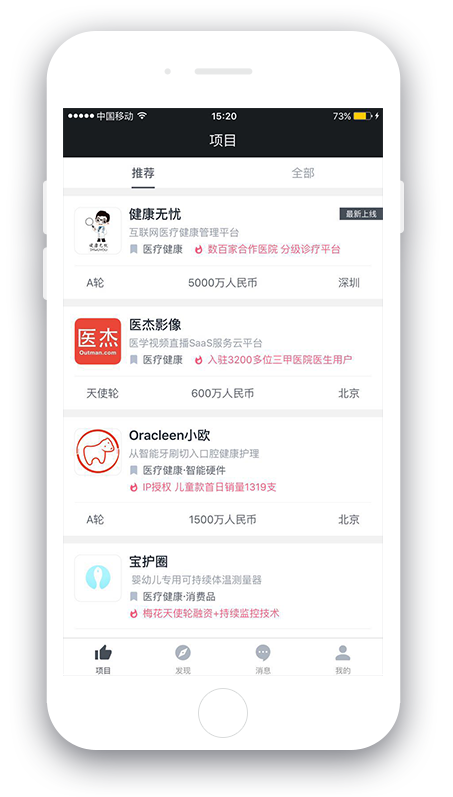 中国移动 15:20 73%
项目
推荐 全部
健康无忧 最新上线
互联网医疗健康管理平台
医疗健康 数百家合作医院 分级诊疗平台
A轮 5000万人民币 深圳
医杰
Outman.com
医杰影像
医学视频直播SaaS服务云平台
医疗健康 入驻3200多位三甲医院医生用户
天使轮 600万人民币 北京
Oracleen小欧
从智能牙刷切入口腔健康护理
医疗健康·智能硬件
IP授权 儿童款首日销量1319支
A轮 1500万人民币 北京
宝护圈
婴幼儿专用可持续体温测量器
医疗健康·消费品
梅花天使轮融资+持续监控技术
项目 发现 消息 我的